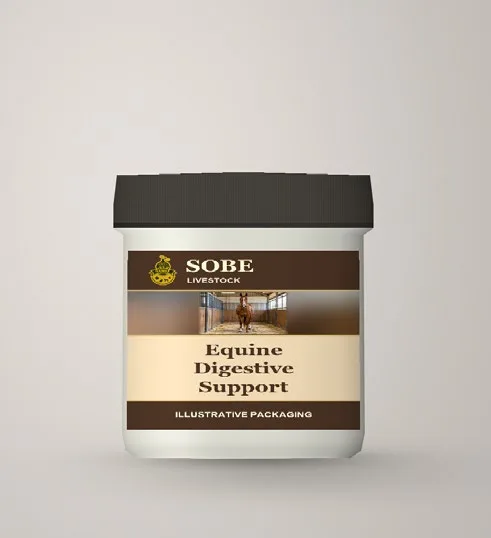 SOBE
LIVESTOCK
Equine
Digestive
Support
ILLUSTRATIVE PACKAGING